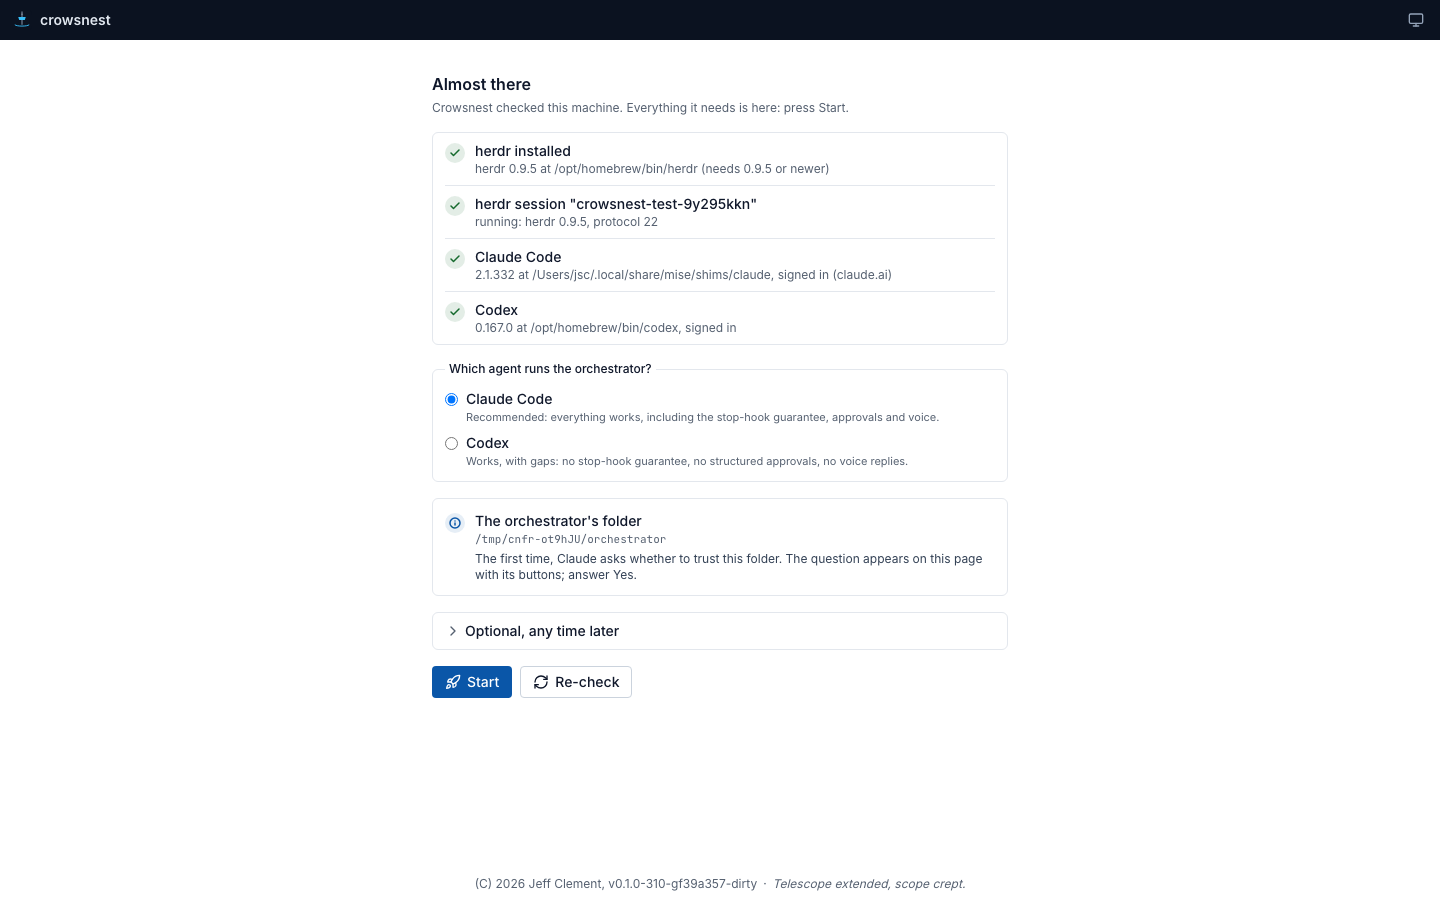 crowsnest
Almost there
Crowsnest checked this machine. Everything it needs is here: press Start.
herdr installed
herdr 0.9.5 at /opt/homebrew/bin/herdr (needs 0.9.5 or newer)
herdr session "crowsnest-test-9y295kkn"
running: herdr 0.9.5, protocol 22
Claude Code
2.1.332 at /Users/jsc/.local/share/mise/shims/claude, signed in (claude.ai)
Codex
0.167.0 at /opt/homebrew/bin/codex, signed in
Which agent runs the orchestrator?
Claude Code
Recommended: everything works, including the stop-hook guarantee, approvals and voice.
Codex
Works, with gaps: no stop-hook guarantee, no structured approvals, no voice replies.
The orchestrator's folder
/tmp/cnfr-ot9hJU/orchestrator
The first time, Claude asks whether to trust this folder. The question appears on this page
with its buttons; answer Yes.
Optional, any time later
Start
Re-check
(C) 2026 Jeff Clement, v0.1.0-310-gf39a357-dirty · Telescope extended, scope crept.